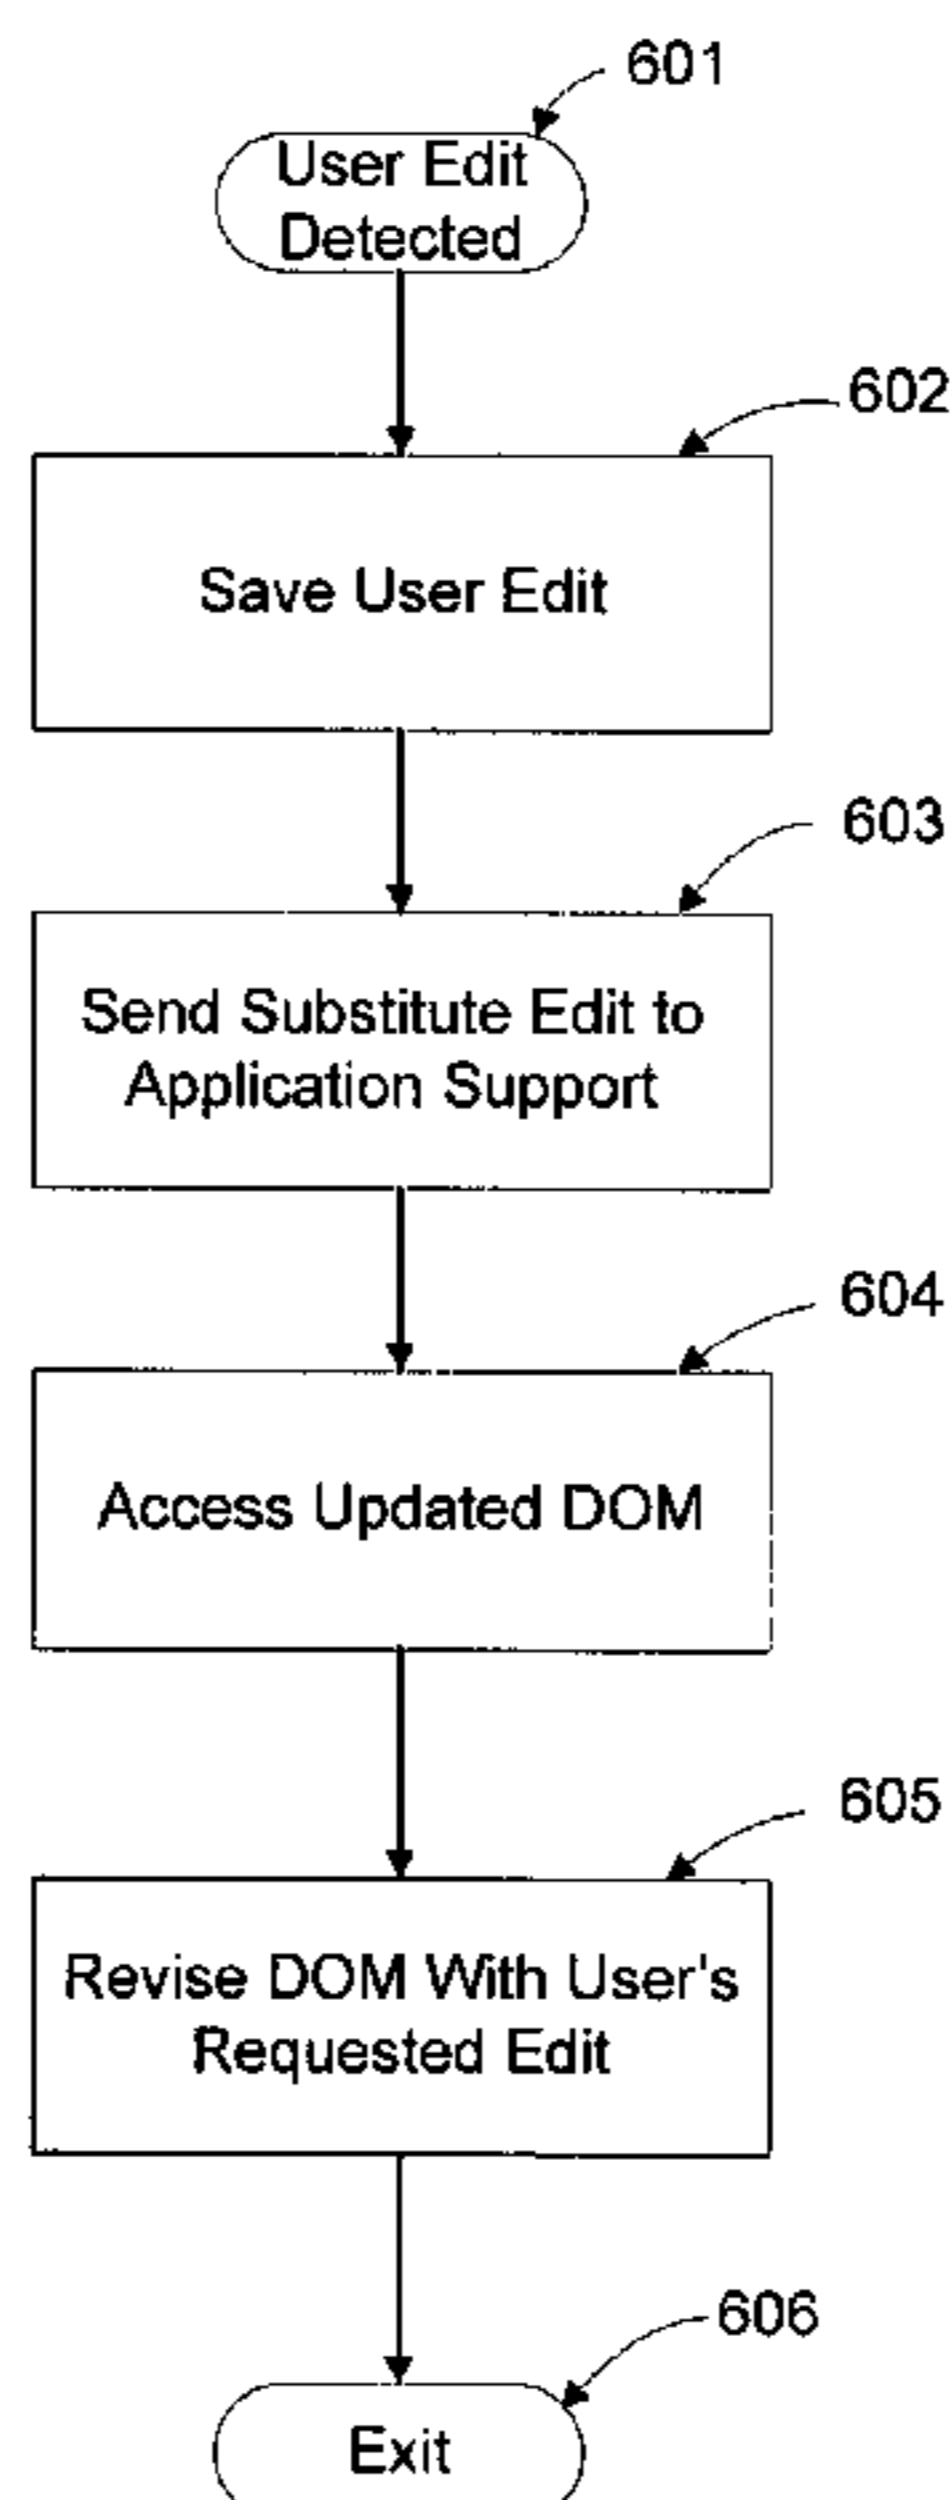 601
User Edit
Detected
602
Save User Edit
603
Send Substitute Edit to
Application Support
604
Access Updated DOM
605
Revise DOM With User's
Requested Edit
606
Exit